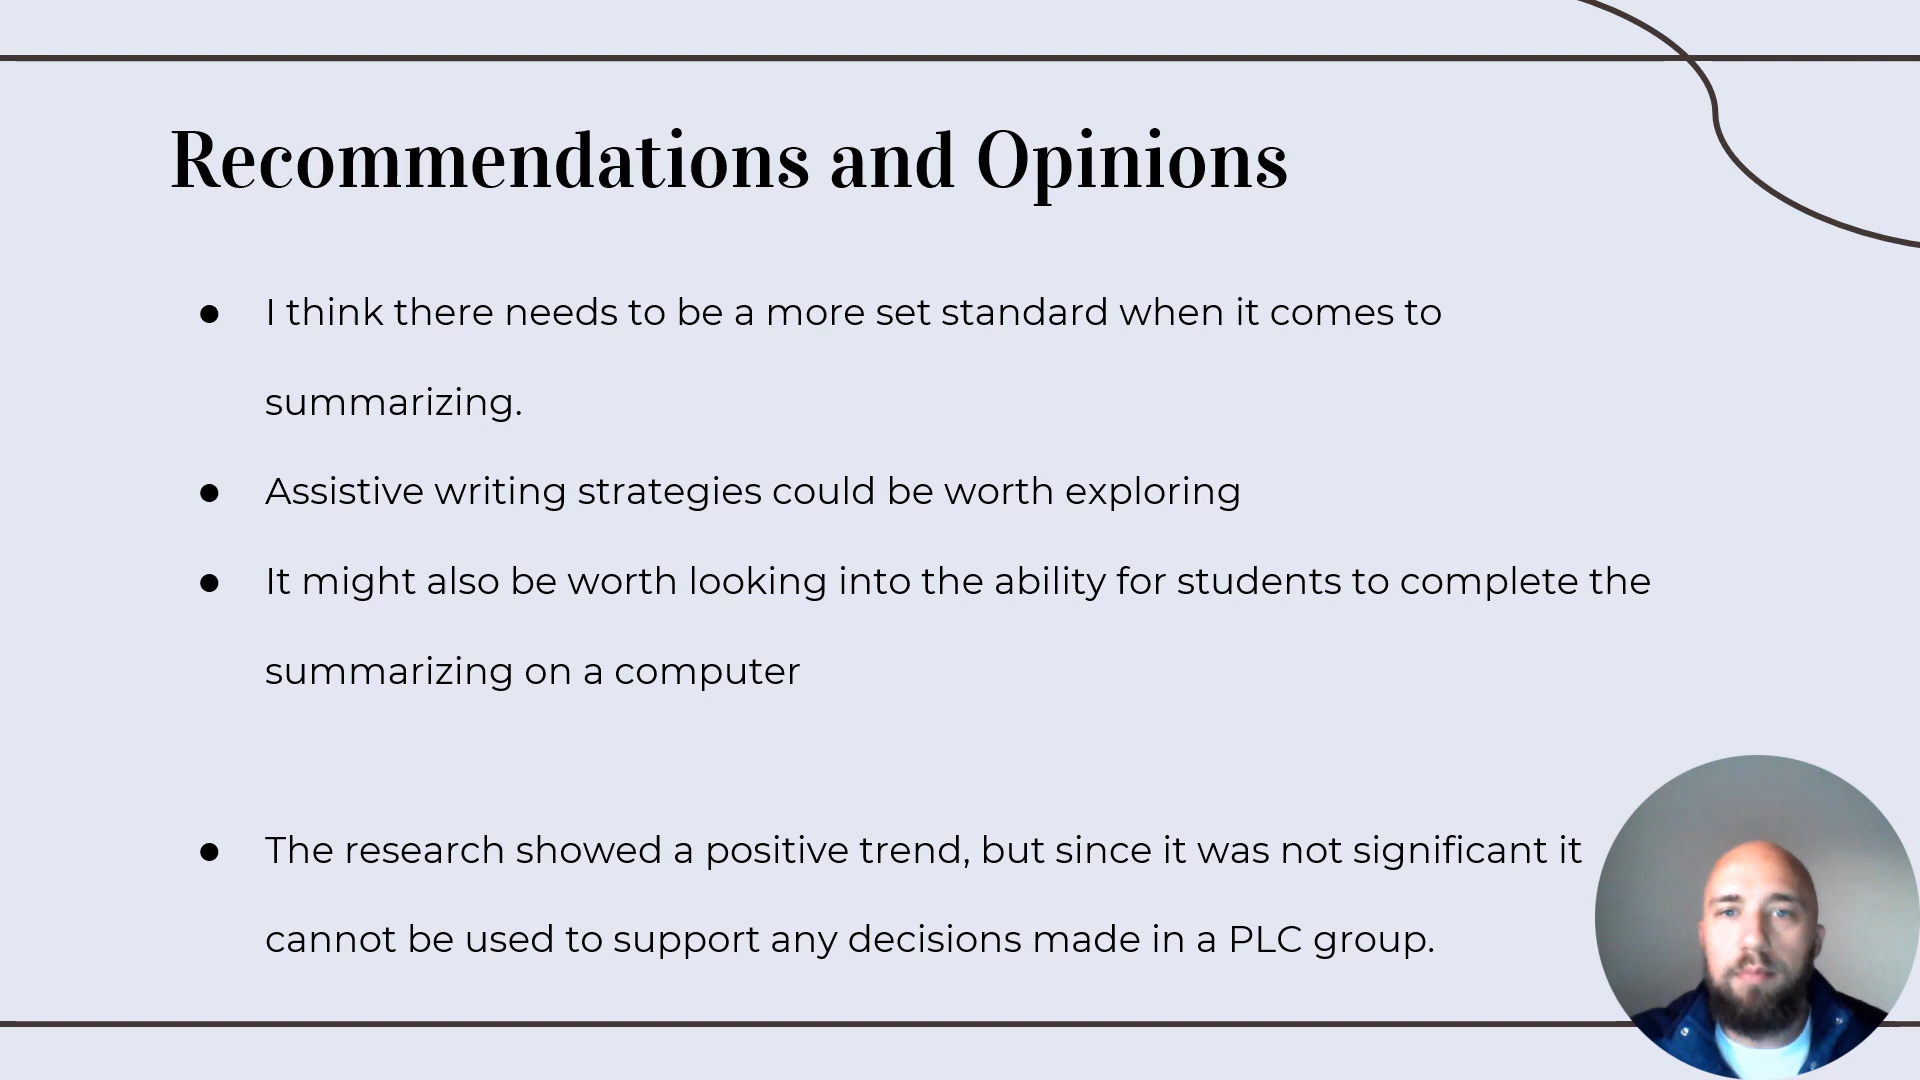 Recommendations and Opinions
● I think there needs to be a more set standard when it comes to
summarizing.
● Assistive writing strategies could be worth exploring
● It might also be worth looking into the ability for students to complete the
summarizing on a computer
● The research showed a positive trend, but since it was not significant it
cannot be used to support any decisions made in a PLC group.